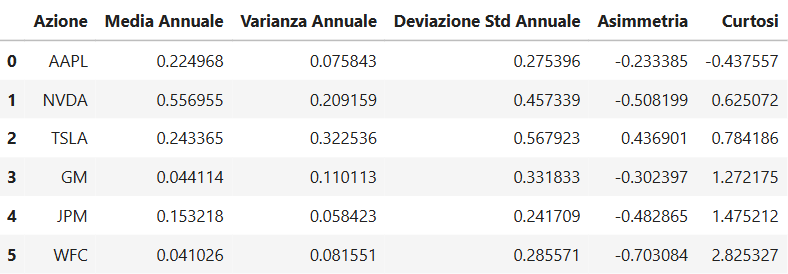 Azione Media Annuale Varianza Annuale Deviazione Std Annuale Asimmetria Curtosi
0 AAPL 0.224968 0.075843 0.275396 -0.233385 -0.437557
1 NVDA 0.556955 0.209159 0.457339 -0.508199 0.625072
2 TSLA 0.243365 0.322536 0.567923 0.436901 0.784186
3 GM 0.044114 0.110113 0.331833 -0.302397 1.272175
4 JPM 0.153218 0.058423 0.241709 -0.482865 1.475212
5 WFC 0.041026 0.081551 0.285571 -0.703084 2.825327